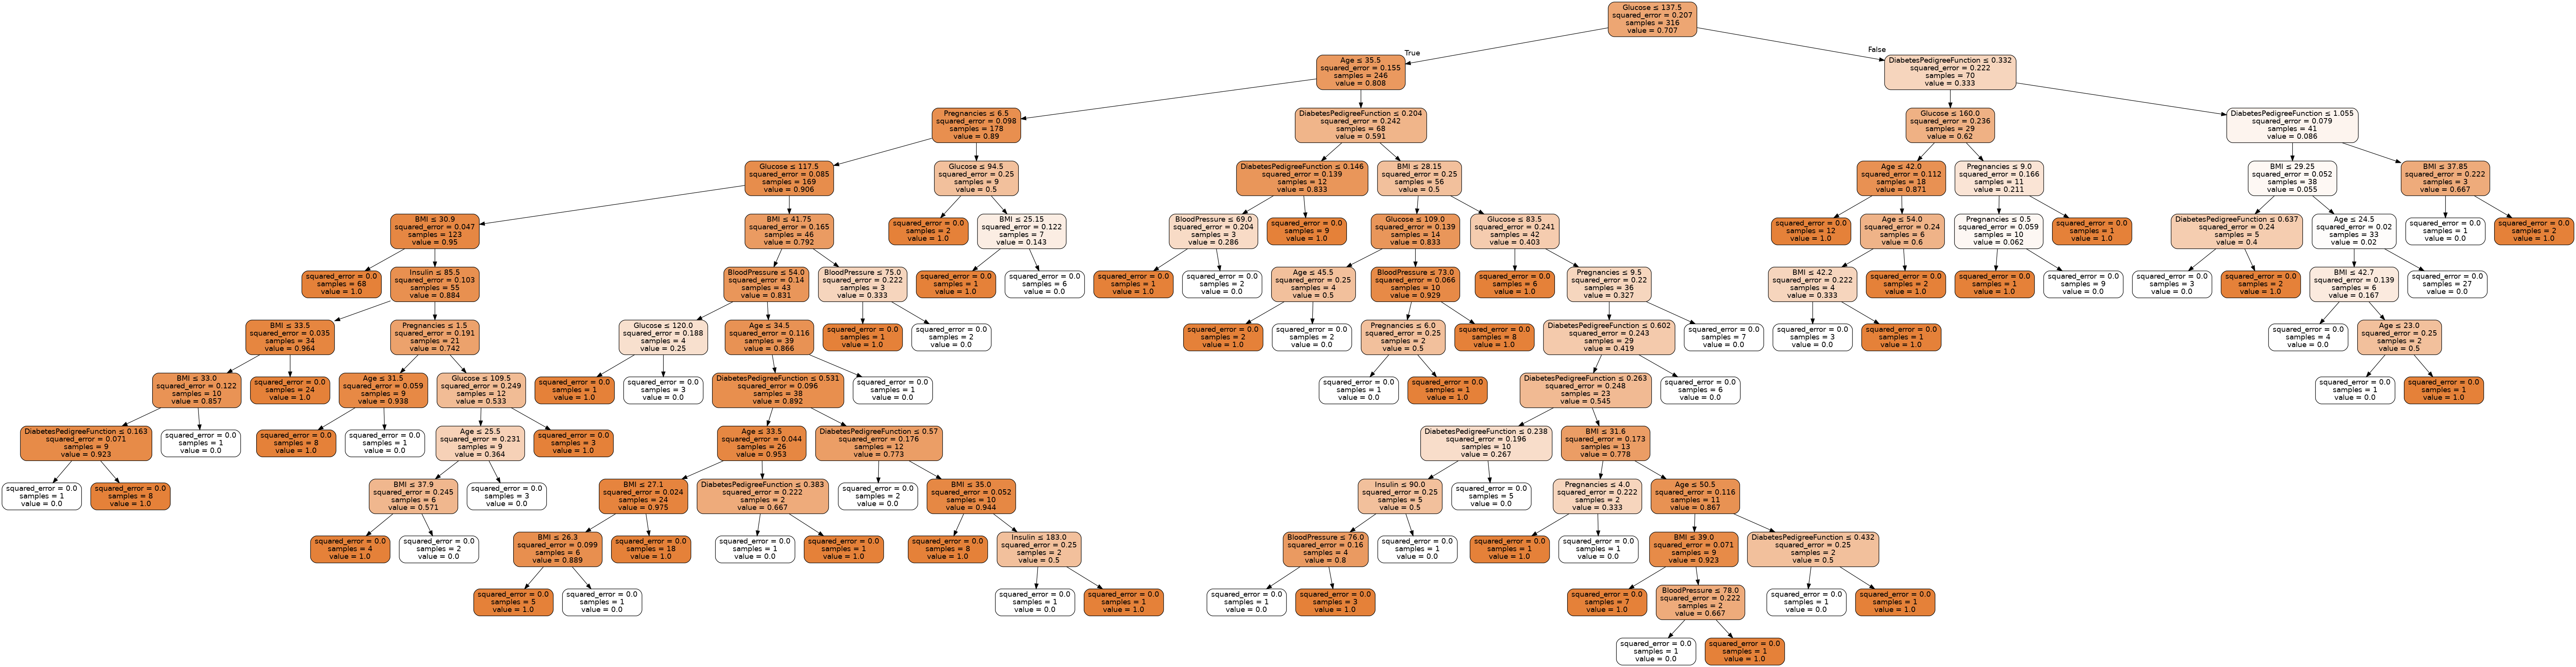 Glucose ≤ 137.5
squared_error = 0.207
samples = 316
value = 0.707
True
False
Age ≤ 35.5
squared_error = 0.155
samples = 246
value = 0.808
DiabetesPedigreeFunction ≤ 0.332
squared_error = 0.222
samples = 70
value = 0.333
Pregnancies ≤ 6.5
squared_error = 0.098
samples = 178
value = 0.89
DiabetesPedigreeFunction ≤ 0.204
squared_error = 0.242
samples = 68
value = 0.591
Glucose ≤ 160.0
squared_error = 0.236
samples = 29
value = 0.62
DiabetesPedigreeFunction ≤ 1.055
squared_error = 0.079
samples = 41
value = 0.086
Glucose ≤ 117.5
squared_error = 0.085
samples = 169
value = 0.906
Glucose ≤ 94.5
squared_error = 0.25
samples = 9
value = 0.5
DiabetesPedigreeFunction ≤ 0.146
squared_error = 0.139
samples = 12
value = 0.833
BMI ≤ 28.15
squared_error = 0.25
samples = 56
value = 0.5
Age ≤ 42.0
squared_error = 0.112
samples = 18
value = 0.871
Pregnancies ≤ 9.0
squared_error = 0.166
samples = 11
value = 0.211
BMI ≤ 29.25
squared_error = 0.052
samples = 38
value = 0.055
BMI ≤ 37.85
squared_error = 0.222
samples = 3
value = 0.667
BMI ≤ 30.9
squared_error = 0.047
samples = 123
value = 0.95
BMI ≤ 41.75
squared_error = 0.165
samples = 46
value = 0.792
squared_error = 0.0
samples = 2
value = 1.0
BMI ≤ 25.15
squared_error = 0.122
samples = 7
value = 0.143
BloodPressure ≤ 69.0
squared_error = 0.204
samples = 3
value = 0.286
squared_error = 0.0
samples = 9
value = 1.0
Glucose ≤ 109.0
squared_error = 0.139
samples = 14
value = 0.833
Glucose ≤ 83.5
squared_error = 0.241
samples = 42
value = 0.403
squared_error = 0.0
samples = 12
value = 1.0
Age ≤ 54.0
squared_error = 0.24
samples = 6
value = 0.6
Pregnancies ≤ 0.5
squared_error = 0.059
samples = 10
value = 0.062
squared_error = 0.0
samples = 1
value = 1.0
DiabetesPedigreeFunction ≤ 0.637
squared_error = 0.24
samples = 5
value = 0.4
Age ≤ 24.5
squared_error = 0.02
samples = 33
value = 0.02
squared_error = 0.0
samples = 1
value = 0.0
squared_error = 0.0
samples = 2
value = 1.0
squared_error = 0.0
samples = 68
value = 1.0
Insulin ≤ 85.5
squared_error = 0.103
samples = 55
value = 0.884
BloodPressure ≤ 54.0
squared_error = 0.14
samples = 43
value = 0.831
BloodPressure ≤ 75.0
squared_error = 0.222
samples = 3
value = 0.333
squared_error = 0.0
samples = 1
value = 1.0
squared_error = 0.0
samples = 6
value = 0.0
squared_error = 0.0
samples = 1
value = 1.0
squared_error = 0.0
samples = 2
value = 0.0
Age ≤ 45.5
squared_error = 0.25
samples = 4
value = 0.5
BloodPressure ≤ 73.0
squared_error = 0.066
samples = 10
value = 0.929
squared_error = 0.0
samples = 6
value = 1.0
Pregnancies ≤ 9.5
squared_error = 0.22
samples = 36
value = 0.327
BMI ≤ 42.2
squared_error = 0.222
samples = 4
value = 0.333
squared_error = 0.0
samples = 2
value = 1.0
squared_error = 0.0
samples = 1
value = 1.0
squared_error = 0.0
samples = 9
value = 0.0
squared_error = 0.0
samples = 3
value = 0.0
squared_error = 0.0
samples = 2
value = 1.0
BMI ≤ 42.7
squared_error = 0.139
samples = 6
value = 0.167
squared_error = 0.0
samples = 27
value = 0.0
BMI ≤ 33.5
squared_error = 0.035
samples = 34
value = 0.964
Pregnancies ≤ 1.5
squared_error = 0.191
samples = 21
value = 0.742
Glucose ≤ 120.0
squared_error = 0.188
samples = 4
value = 0.25
Age ≤ 34.5
squared_error = 0.116
samples = 39
value = 0.866
squared_error = 0.0
samples = 1
value = 1.0
squared_error = 0.0
samples = 2
value = 0.0
squared_error = 0.0
samples = 2
value = 1.0
squared_error = 0.0
samples = 2
value = 0.0
Pregnancies ≤ 6.0
squared_error = 0.25
samples = 2
value = 0.5
squared_error = 0.0
samples = 8
value = 1.0
DiabetesPedigreeFunction ≤ 0.602
squared_error = 0.243
samples = 29
value = 0.419
squared_error = 0.0
samples = 7
value = 0.0
squared_error = 0.0
samples = 3
value = 0.0
squared_error = 0.0
samples = 1
value = 1.0
squared_error = 0.0
samples = 4
value = 0.0
Age ≤ 23.0
squared_error = 0.25
samples = 2
value = 0.5
BMI ≤ 33.0
squared_error = 0.122
samples = 10
value = 0.857
squared_error = 0.0
samples = 24
value = 1.0
Age ≤ 31.5
squared_error = 0.059
samples = 9
value = 0.938
Glucose ≤ 109.5
squared_error = 0.249
samples = 12
value = 0.533
squared_error = 0.0
samples = 1
value = 1.0
squared_error = 0.0
samples = 3
value = 0.0
DiabetesPedigreeFunction ≤ 0.531
squared_error = 0.096
samples = 38
value = 0.892
squared_error = 0.0
samples = 1
value = 0.0
squared_error = 0.0
samples = 1
value = 0.0
squared_error = 0.0
samples = 1
value = 1.0
DiabetesPedigreeFunction ≤ 0.263
squared_error = 0.248
samples = 23
value = 0.545
squared_error = 0.0
samples = 6
value = 0.0
squared_error = 0.0
samples = 1
value = 0.0
squared_error = 0.0
samples = 1
value = 1.0
DiabetesPedigreeFunction ≤ 0.163
squared_error = 0.071
samples = 9
value = 0.923
squared_error = 0.0
samples = 1
value = 0.0
squared_error = 0.0
samples = 8
value = 1.0
squared_error = 0.0
samples = 1
value = 0.0
Age ≤ 25.5
squared_error = 0.231
samples = 9
value = 0.364
squared_error = 0.0
samples = 3
value = 1.0
Age ≤ 33.5
squared_error = 0.044
samples = 26
value = 0.953
DiabetesPedigreeFunction ≤ 0.57
squared_error = 0.176
samples = 12
value = 0.773
DiabetesPedigreeFunction ≤ 0.238
squared_error = 0.196
samples = 10
value = 0.267
BMI ≤ 31.6
squared_error = 0.173
samples = 13
value = 0.778
squared_error = 0.0
samples = 1
value = 0.0
squared_error = 0.0
samples = 8
value = 1.0
BMI ≤ 37.9
squared_error = 0.245
samples = 6
value = 0.571
squared_error = 0.0
samples = 3
value = 0.0
BMI ≤ 27.1
squared_error = 0.024
samples = 24
value = 0.975
DiabetesPedigreeFunction ≤ 0.383
squared_error = 0.222
samples = 2
value = 0.667
squared_error = 0.0
samples = 2
value = 0.0
BMI ≤ 35.0
squared_error = 0.052
samples = 10
value = 0.944
Insulin ≤ 90.0
squared_error = 0.25
samples = 5
value = 0.5
squared_error = 0.0
samples = 5
value = 0.0
Pregnancies ≤ 4.0
squared_error = 0.222
samples = 2
value = 0.333
Age ≤ 50.5
squared_error = 0.116
samples = 11
value = 0.867
squared_error = 0.0
samples = 4
value = 1.0
squared_error = 0.0
samples = 2
value = 0.0
BMI ≤ 26.3
squared_error = 0.099
samples = 6
value = 0.889
squared_error = 0.0
samples = 18
value = 1.0
squared_error = 0.0
samples = 1
value = 0.0
squared_error = 0.0
samples = 1
value = 1.0
squared_error = 0.0
samples = 8
value = 1.0
Insulin ≤ 183.0
squared_error = 0.25
samples = 2
value = 0.5
BloodPressure ≤ 76.0
squared_error = 0.16
samples = 4
value = 0.8
squared_error = 0.0
samples = 1
value = 0.0
squared_error = 0.0
samples = 1
value = 1.0
squared_error = 0.0
samples = 1
value = 0.0
BMI ≤ 39.0
squared_error = 0.071
samples = 9
value = 0.923
DiabetesPedigreeFunction ≤ 0.432
squared_error = 0.25
samples = 2
value = 0.5
squared_error = 0.0
samples = 5
value = 1.0
squared_error = 0.0
samples = 1
value = 0.0
squared_error = 0.0
samples = 1
value = 0.0
squared_error = 0.0
samples = 1
value = 1.0
squared_error = 0.0
samples = 1
value = 0.0
squared_error = 0.0
samples = 3
value = 1.0
squared_error = 0.0
samples = 7
value = 1.0
BloodPressure ≤ 78.0
squared_error = 0.222
samples = 2
value = 0.667
squared_error = 0.0
samples = 1
value = 0.0
squared_error = 0.0
samples = 1
value = 1.0
squared_error = 0.0
samples = 1
value = 0.0
squared_error = 0.0
samples = 1
value = 1.0